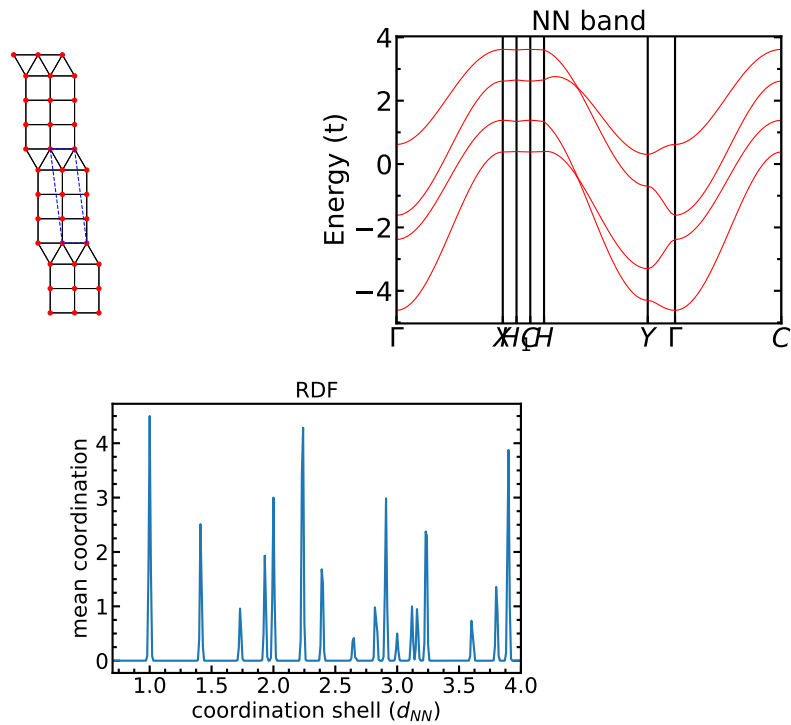 NN band
Energy (t)
4
2
0
−2
−4
Γ X H₁ C H Y Γ C
RDF
mean coordination
4
3
2
1
0
1.0 1.5 2.0 2.5 3.0 3.5 4.0
coordination shell (d_NN)